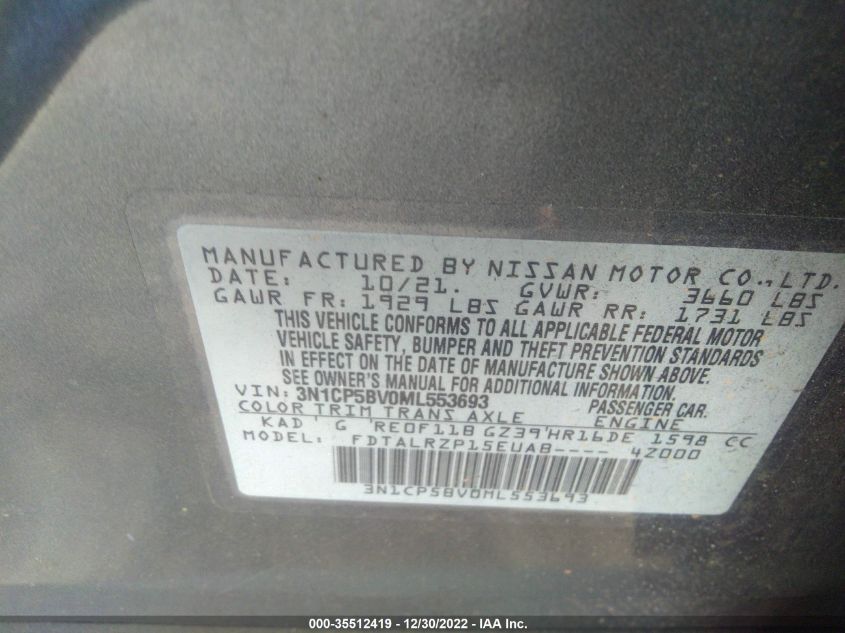 MANUFACTURED BY NISSAN MOTOR CO., LTD.
DATE: 10/21. GVWR: 3660 LBS
GAWR FR: 1929 LBS GAWR RR: 1731 LBS
THIS VEHICLE CONFORMS TO ALL APPLICABLE FEDERAL MOTOR
VEHICLE SAFETY, BUMPER AND THEFT PREVENTION STANDARDS
IN EFFECT ON THE DATE OF MANUFACTURE SHOWN ABOVE.
SEE OWNER'S MANUAL FOR ADDITIONAL INFORMATION.
VIN: 3N1CP5BV0ML553693 PASSENGER CAR.
COLOR TRIM TRANS AXLE ENGINE
KAD G RE0F11B GZ39 HR16DE 1598 CC
MODEL: FDTALRZP15EUAB---- 4Z000
3N1CP5BV0ML553693
000-35512419 - 12/30/2022 - IAA Inc.